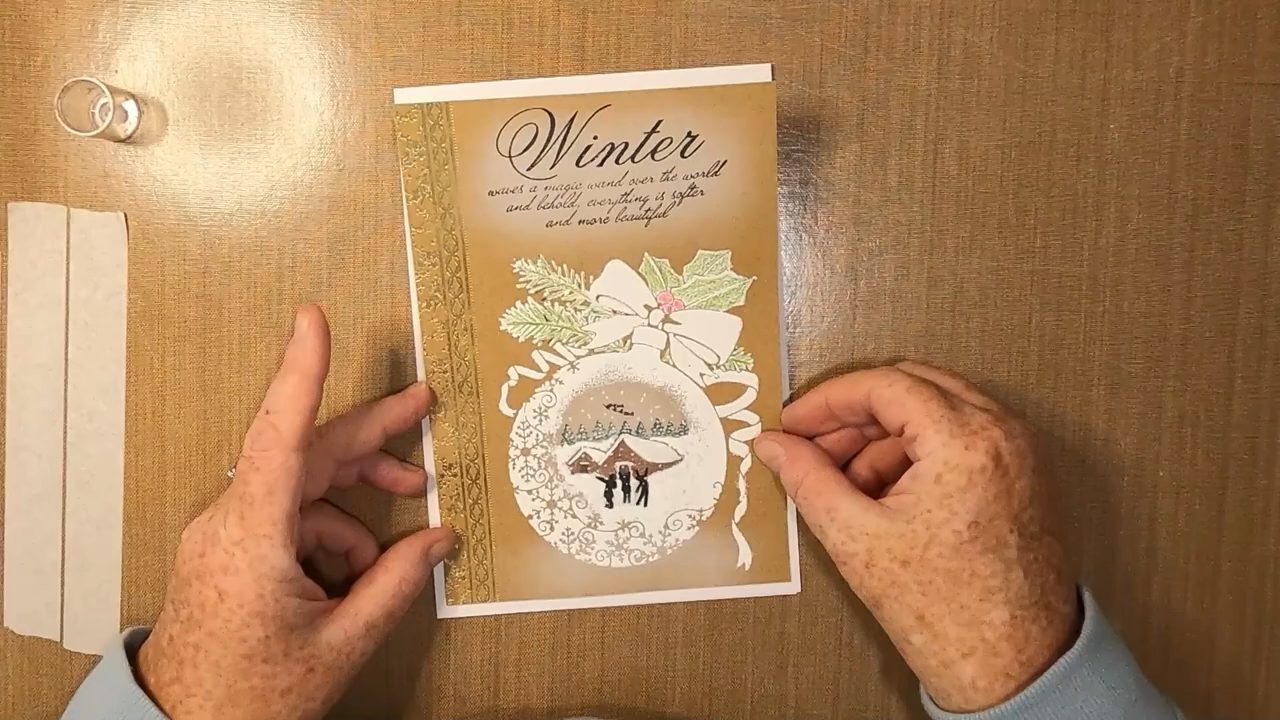 Winter
waves a magic wand over the world
and behold, everything is softer
and more beautiful